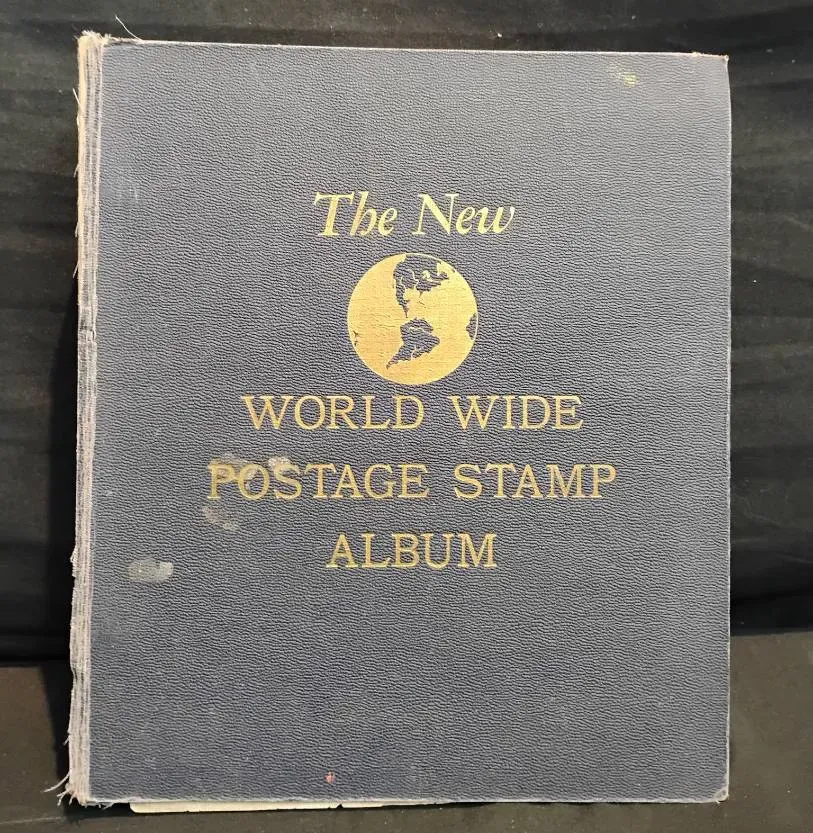 The New
WORLD WIDE
POSTAGE STAMP
ALBUM